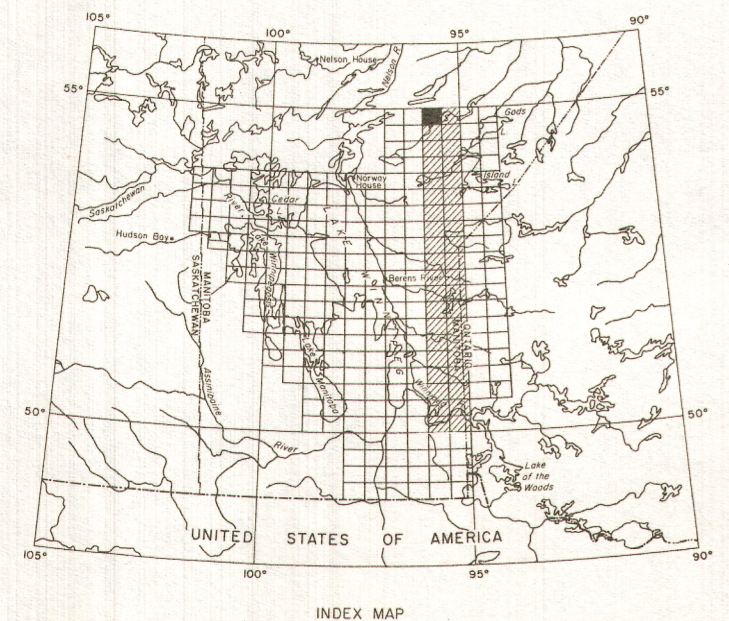 105°
100°
95°
90°
Nelson House
Nelson R
55°
55°
Gods
L.
Island
L
Norway
House
Saskatchewan
River
Cedar
L
Hudson Bay
LAKE
WINNIPEG
Lake
Winnipegosis
Berens River
MANITOBA
SASKATCHEWAN
ONTARIO
MANITOBA
Lake
Manitoba
Assiniboine
River
50°
50°
Lake
of the
Woods
UNITED STATES OF AMERICA
105°
100°
95°
90°
INDEX MAP